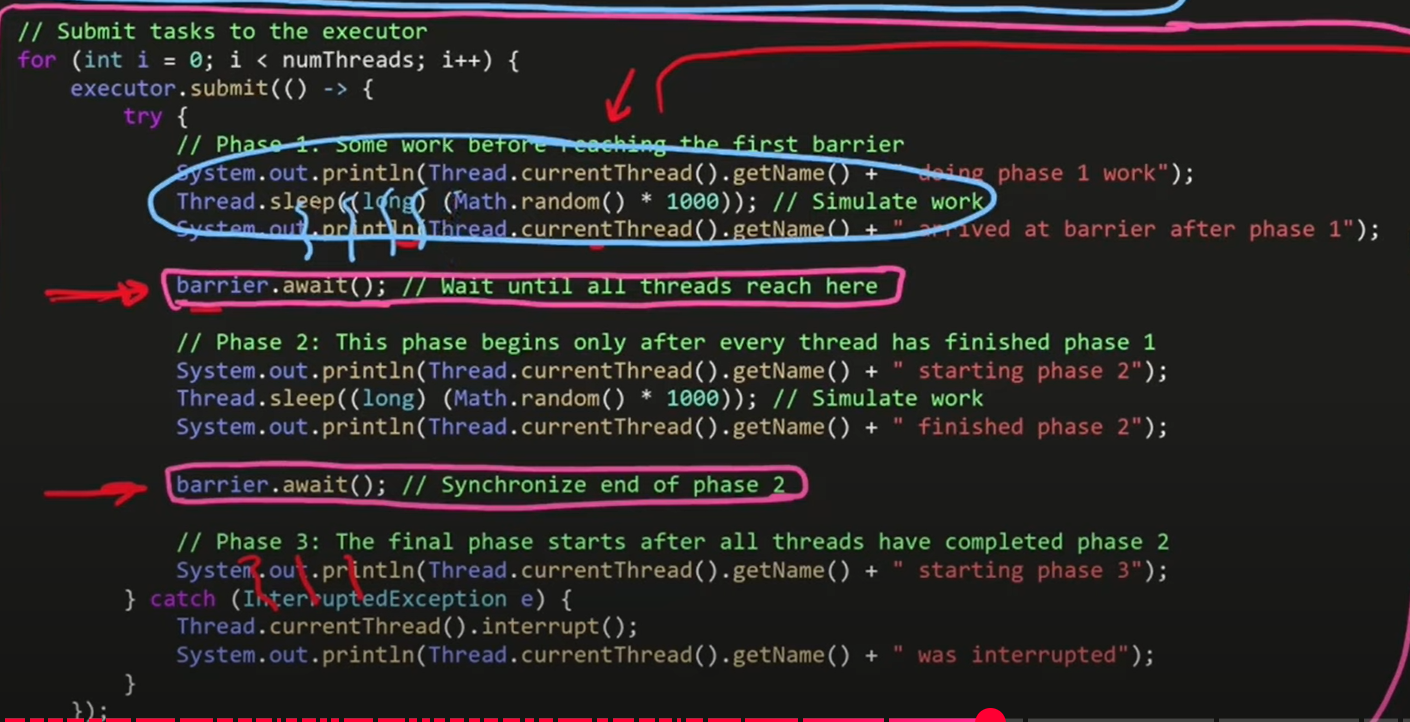 // Submit tasks to the executor
for (int i = 0; i < numThreads; i++) {
executor.submit(() -> {
try {
// Phase 1: Some work before reaching the first barrier
System.out.println(Thread.currentThread().getName() + " doing phase 1 work");
Thread.sleep((long) (Math.random() * 1000)); // Simulate work
System.out.println(Thread.currentThread().getName() + " arrived at barrier after phase 1");
barrier.await(); // Wait until all threads reach here
// Phase 2: This phase begins only after every thread has finished phase 1
System.out.println(Thread.currentThread().getName() + " starting phase 2");
Thread.sleep((long) (Math.random() * 1000)); // Simulate work
System.out.println(Thread.currentThread().getName() + " finished phase 2");
barrier.await(); // Synchronize end of phase 2
// Phase 3: The final phase starts after all threads have completed phase 2
System.out.println(Thread.currentThread().getName() + " starting phase 3");
} catch (InterruptedException e) {
Thread.currentThread().interrupt();
System.out.println(Thread.currentThread().getName() + " was interrupted");
}
});